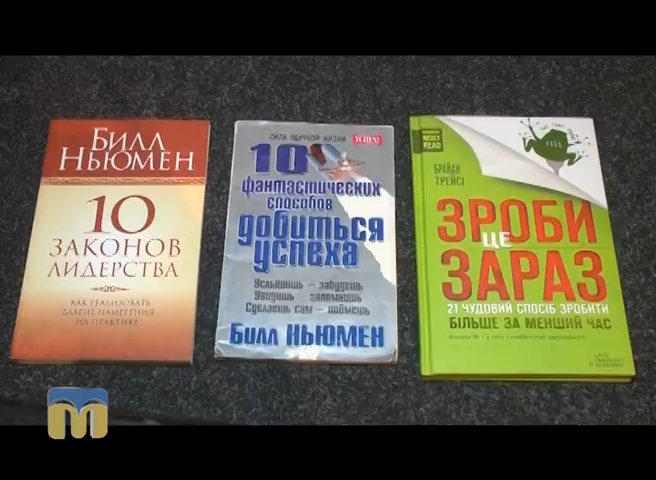 БИЛЛ
НЬЮМЕН
10
ЗАКОНОВ
ЛИДЕРСТВА
КАК РЕАЛИЗОВАТЬ
БЛАГИЕ НАМЕРЕНИЯ
НА ПРАКТИКЕ
СИЛА УДАЧНОЙ ЖИЗНИ
УСПЕХ!
10
фантастических
способов
добиться
успеха
Услышишь – забудешь
Увидишь – запомнишь
Сделаешь сам – поймешь
Билл НЬЮМЕН
READ
БРАЙАН
ТРЕЙСІ
ЗРОБИ
ЦЕ
ЗАРАЗ
21 ЧУДОВИЙ СПОСІБ ЗРОБИТИ
БІЛЬШЕ ЗА МЕНШИЙ ЧАС